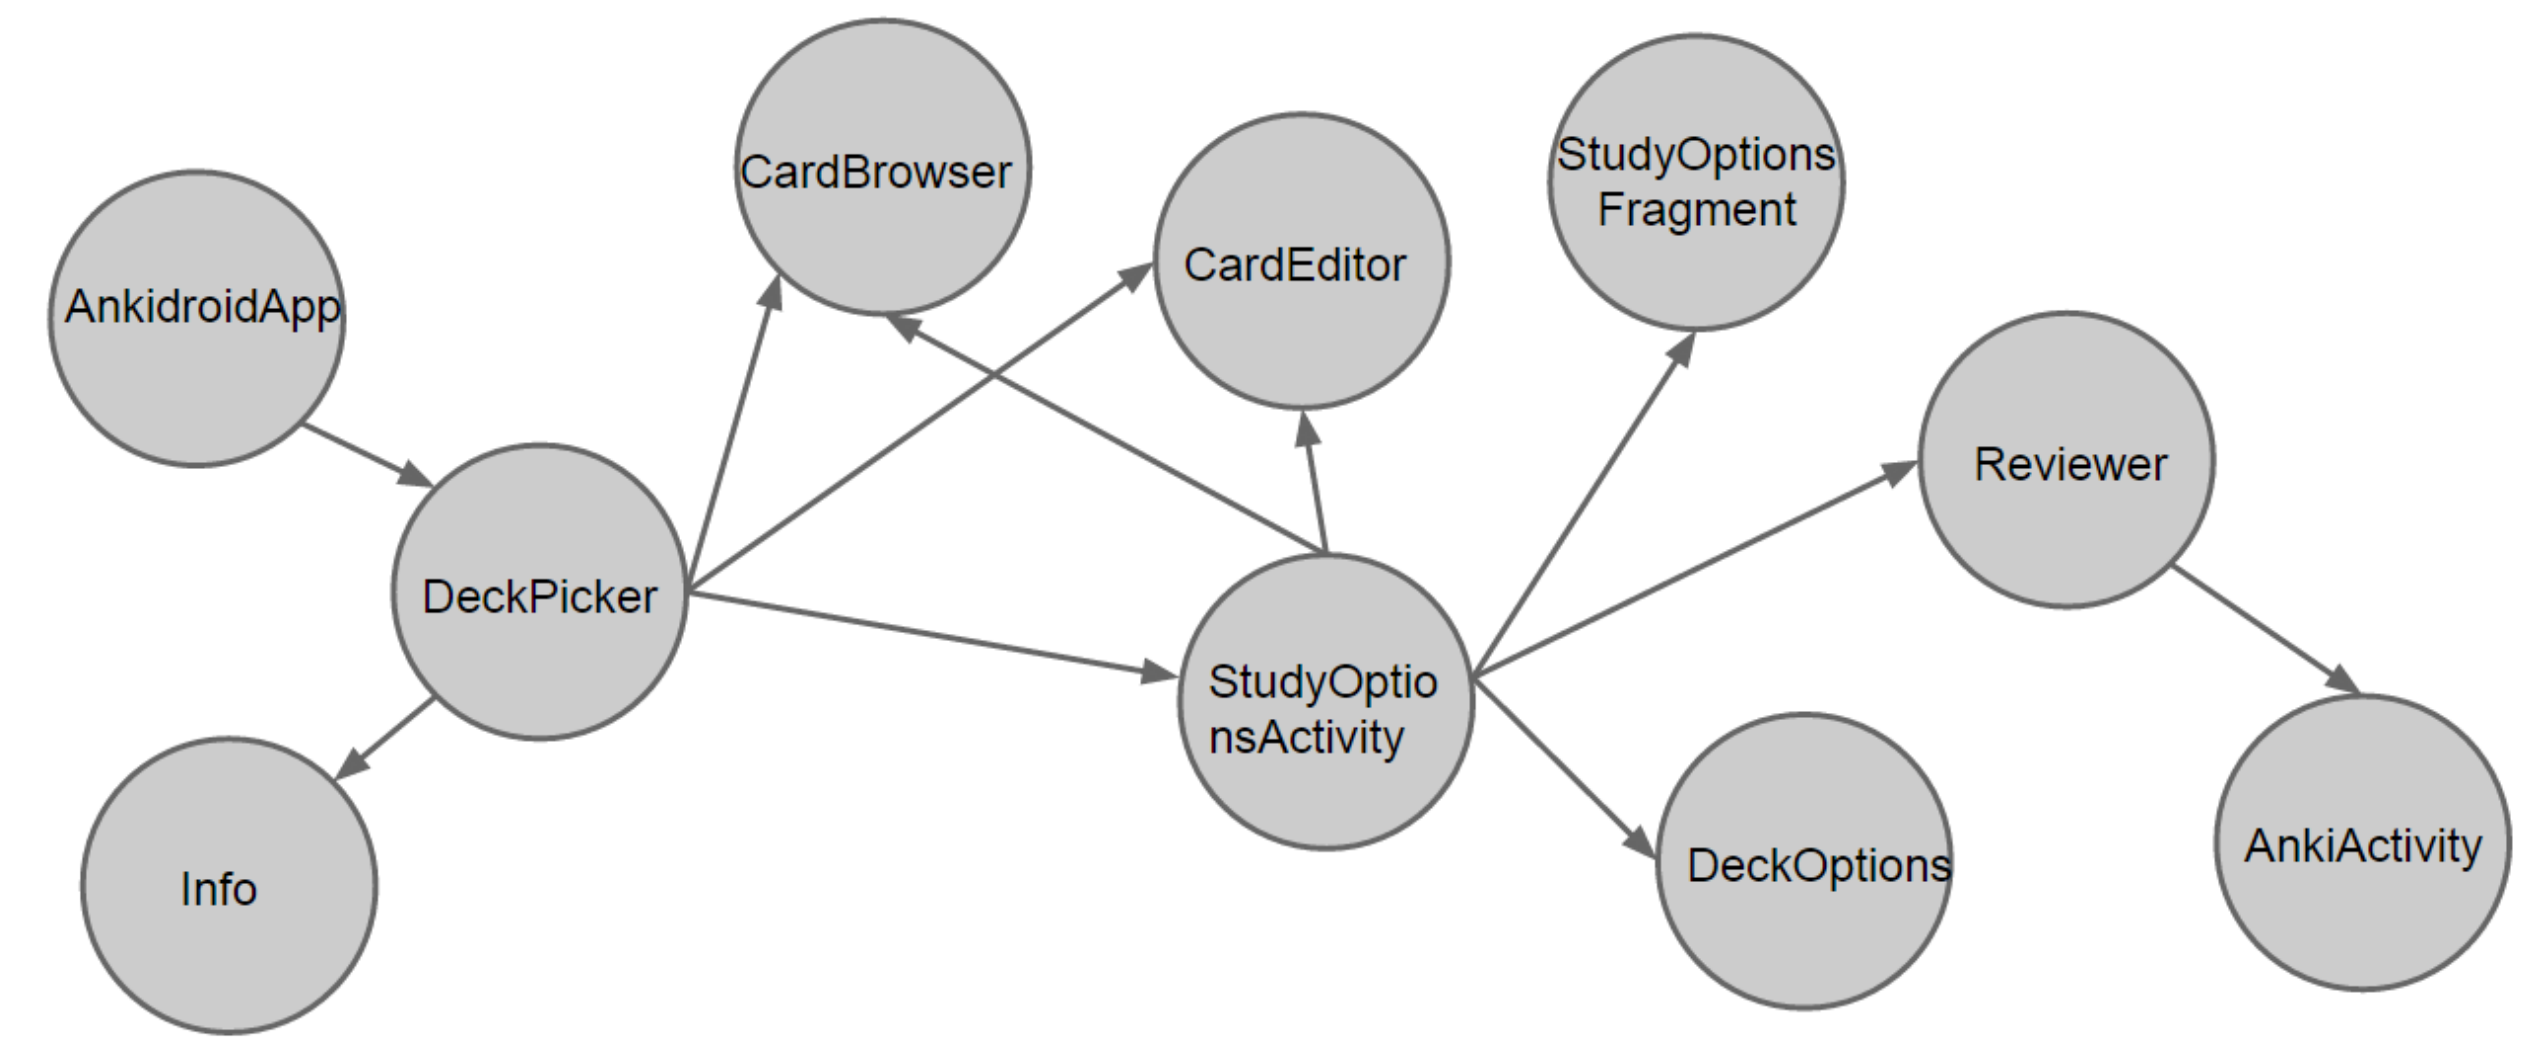 CardBrowser
StudyOptions
Fragment
CardEditor
AnkidroidApp
Reviewer
DeckPicker
StudyOptio
nsActivity
DeckOptions
AnkiActivity
Info